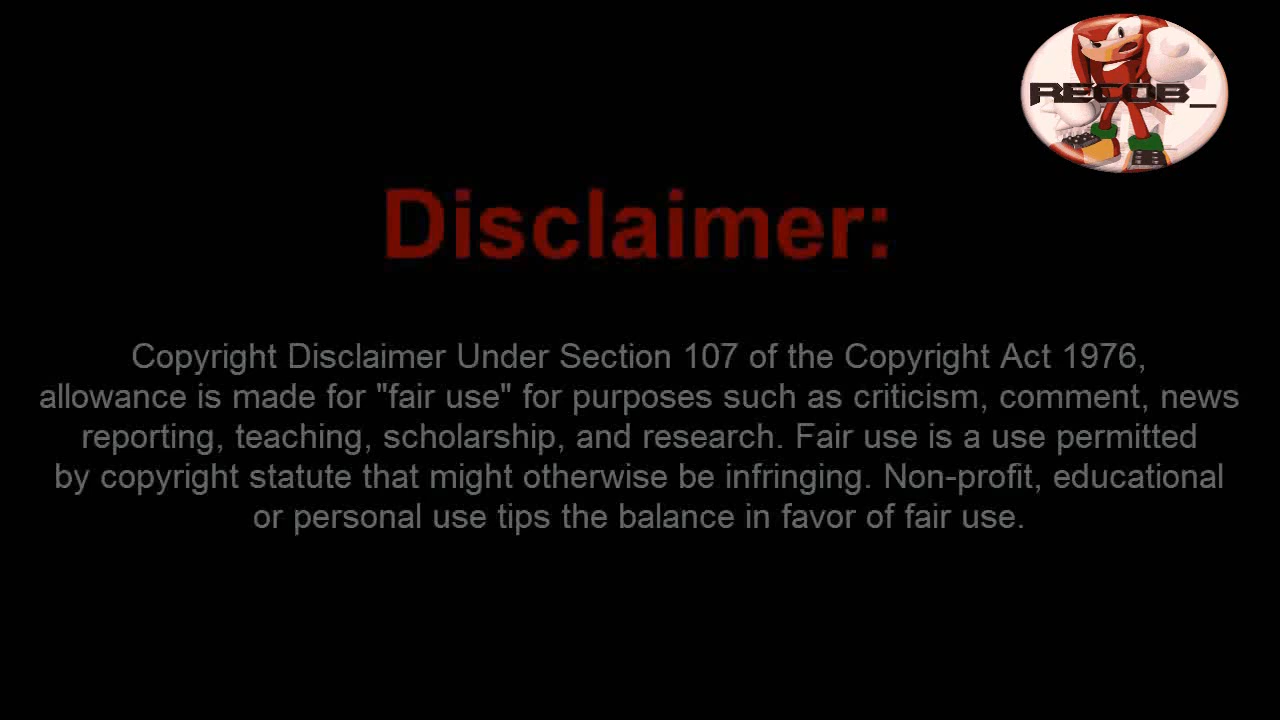 RECOB_
Disclaimer:
Copyright Disclaimer Under Section 107 of the Copyright Act 1976,
allowance is made for "fair use" for purposes such as criticism, comment, news
reporting, teaching, scholarship, and research. Fair use is a use permitted
by copyright statute that might otherwise be infringing. Non-profit, educational
or personal use tips the balance in favor of fair use.